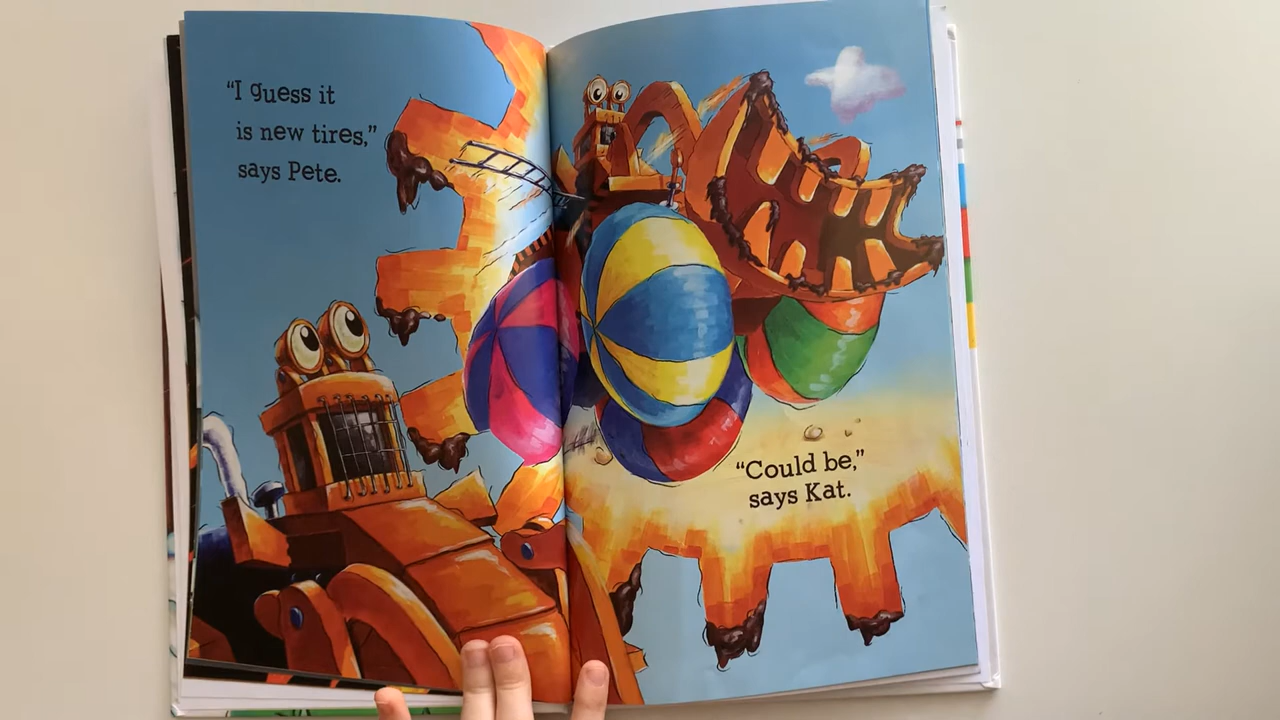 “I guess it
is new tires,”
says Pete.
“Could be,”
says Kat.